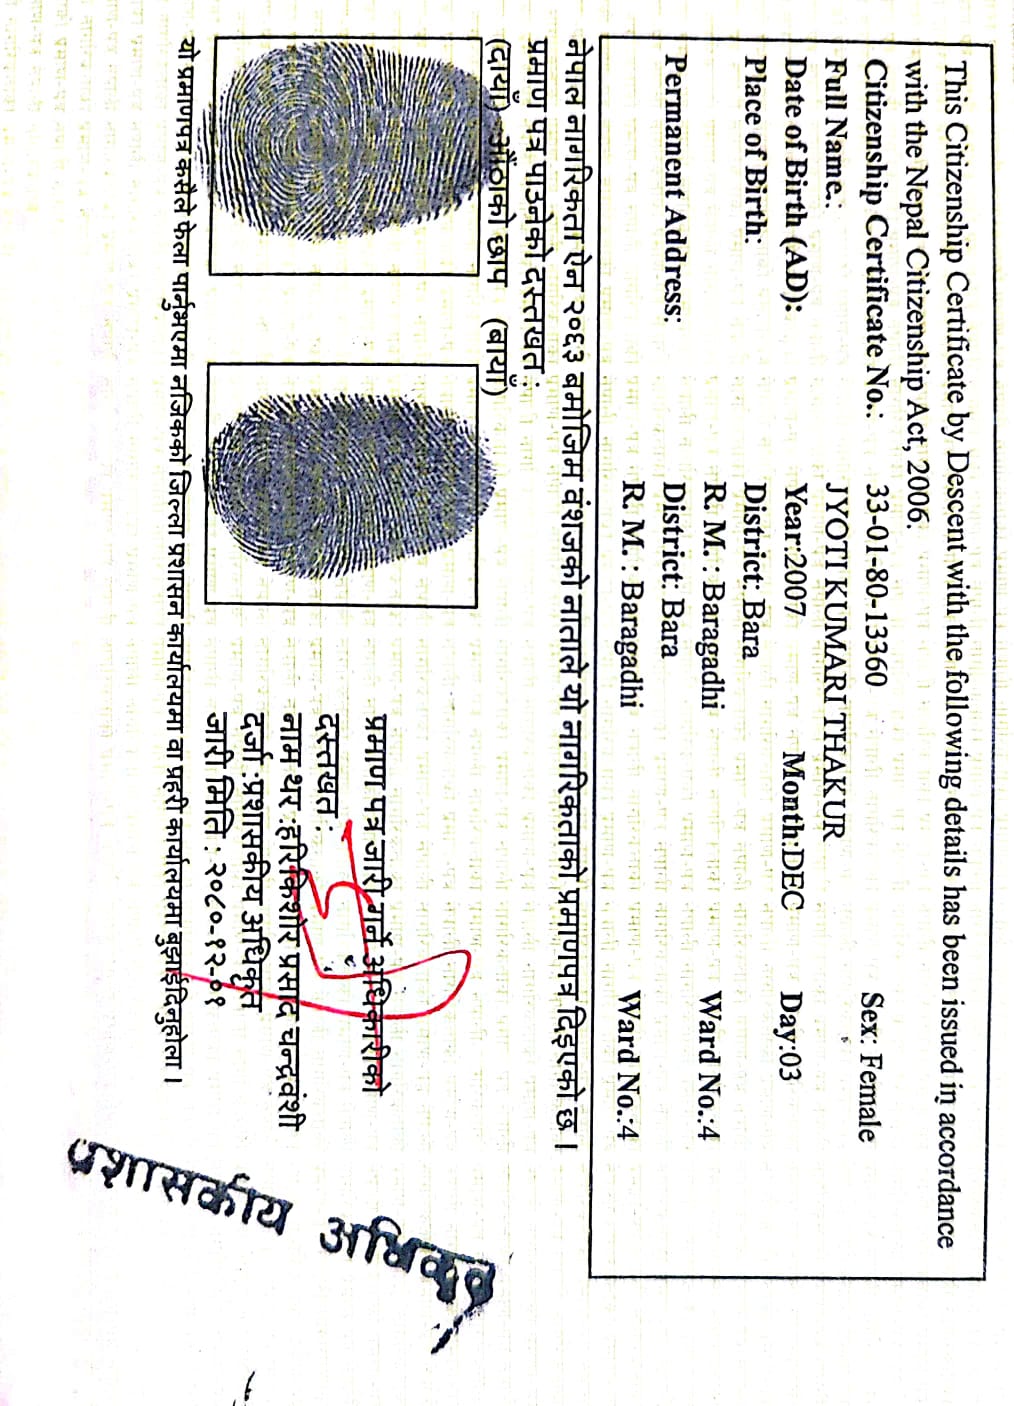 This Citizenship Certificate by Descent with the following details has been issued in accordance
with the Nepal Citizenship Act, 2006.
Citizenship Certificate No.: 33-01-80-13360 Sex: Female
Full Name.: JYOTI KUMARI THAKUR
Date of Birth (AD): Year:2007 Month:DEC Day:03
Place of Birth: District: Bara
R. M. : Baragadhi Ward No.:4
Permanent Address: District: Bara
R. M. : Baragadhi Ward No.:4
नेपाल नागरिकता ऐन २०६३ बमोजिम वंशजको नाताले यो नागरिकताको प्रमाणपत्र दिइएको छ।
प्रमाण पत्र पाउनेको दस्तखत:
(दायाँ) औंठाको छाप (बायाँ)
प्रमाण पत्र जारी गर्ने अधिकारीको
दस्तखत:
नाम थर :हरिकिशोर प्रसाद चन्द्रवंशी
दर्जा :प्रशासकीय अधिकृत
जारी मिति : २०८०-१२-०१
यो प्रमाणपत्र कसैले फेला पार्नुभएमा नजिकको जिल्ला प्रशासन कार्यालयमा वा प्रहरी कार्यालयमा बुझाईदिनुहोला।
प्रशासकीय अधिकृत